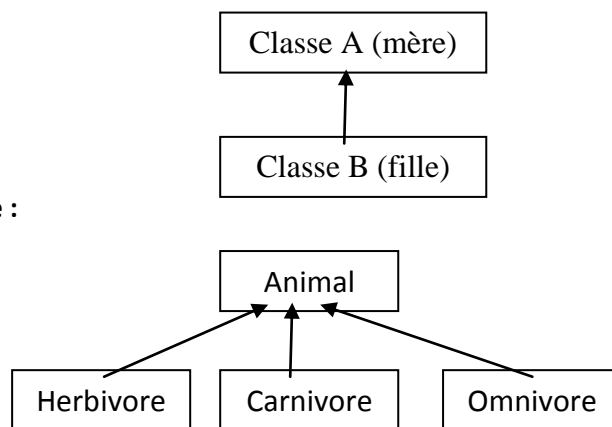 Classe A (mère)
Classe B (fille)
e :
Animal
Herbivore Carnivore Omnivore